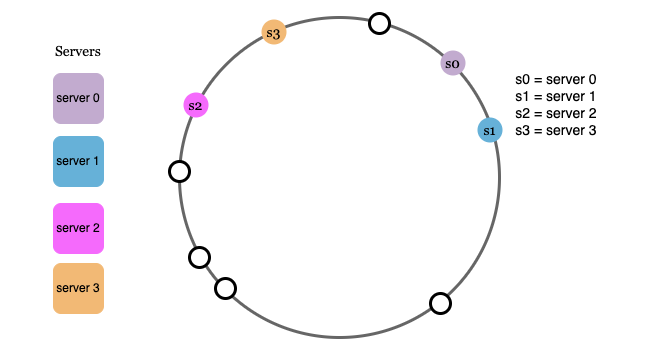 Servers
server 0
server 1
server 2
server 3
s3
s0
s2
s1
s0 = server 0
s1 = server 1
s2 = server 2
s3 = server 3